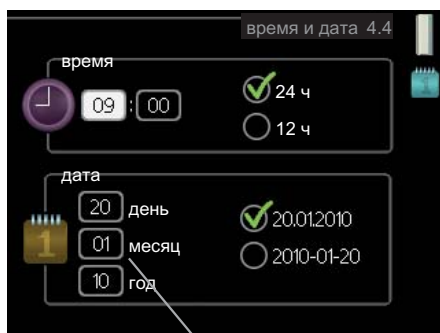 время и дата 4.4
время
09 : 00
24 ч
12 ч
дата
20 день
01 месяц
10 год
20.01.2010
2010-01-20
1